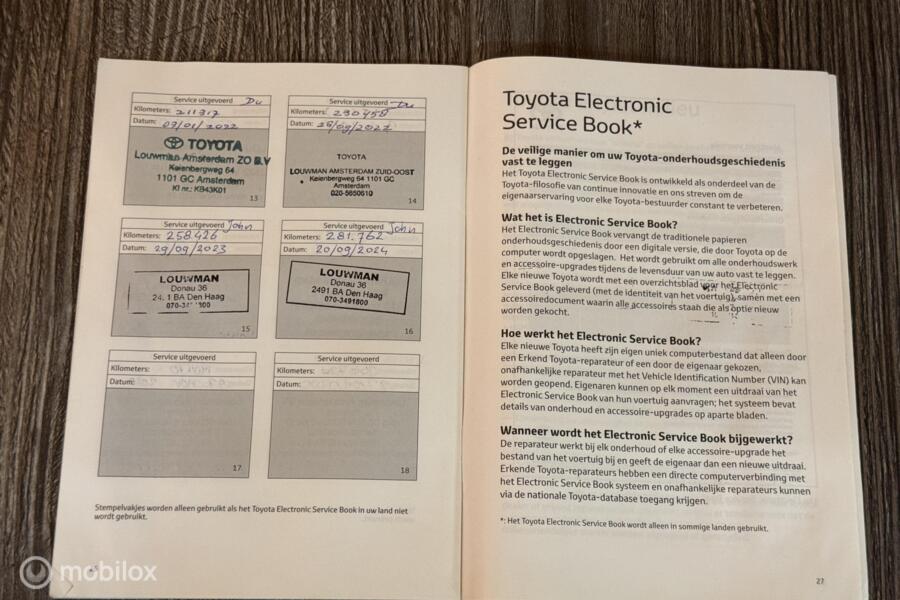 Service uitgevoerd
Kilometers: 211317
Datum: 07/01/2022
TOYOTA
Louwman Amsterdam ZO B.V
Keienbergweg 64
1101 GC Amsterdam
Kl nr.: KB43K01
13
Service uitgevoerd
Kilometers: 230458
Datum:
TOYOTA
LOUWMAN AMSTERDAM ZUID-OOST
Keienbergweg 64
Amsterdam
020-5650610
14
Service uitgevoerd John
Kilometers: 258.426
Datum: 29/09/2023
LOUWMAN
Donau 36
BA Den Haag
15
Service uitgevoerd John
Kilometers: 281.762
Datum: 20/09/2024
LOUWMAN
Donau 36
2491 BA Den Haag
070-3491800
16
Service uitgevoerd
Kilometers:
Datum:
17
Service uitgevoerd
Kilometers:
Datum:
18
Stempelvakjes worden alleen gebruikt als het Toyota Electronic Service Book in uw land niet
wordt gebruikt.
Toyota Electronic
Service Book*
De veilige manier om uw Toyota-onderhoudsgeschiedenis
vast te leggen
Het Toyota Electronic Service Book is ontwikkeld als onderdeel van de
Toyota-filosofie van continue innovatie en ons streven om de
eigenaarservaring voor elke Toyota-bestuurder constant te verbeteren.
Wat het is Electronic Service Book?
Het Electronic Service Book vervangt de traditionele papieren
onderhoudsgeschiedenis door een digitale versie, die door Toyota op de
computer wordt opgeslagen. Het wordt gebruikt om alle onderhoudswerk
en accessoire-upgrades tijdens de levensduur van uw auto vast te leggen.
Elke nieuwe Toyota wordt met een overzichtsblad voor het Electronic
Service Book geleverd (met de identiteit van het voertuig), samen met een
accessoiredocument waarin alle accessoires staan die als optie nieuw
worden gekocht.
Hoe werkt het Electronic Service Book?
Elke nieuwe Toyota heeft zijn eigen uniek computerbestand dat alleen door
een Erkend Toyota-reparateur of een door de eigenaar gekozen,
onafhankelijke reparateur met het Vehicle Identification Number (VIN) kan
worden geopend. Eigenaren kunnen op elk moment een uitdraai van het
Electronic Service Book van hun voertuig aanvragen; het systeem bevat
details van onderhoud en accessoire-upgrades op aparte bladen.
Wanneer wordt het Electronic Service Book bijgewerkt?
De reparateur werkt bij elk onderhoud of elke accessoire-upgrade het
bestand van het voertuig bij en geeft de eigenaar dan een nieuwe uitdraai.
Erkende Toyota-reparateurs hebben een directe computerverbinding met
het Electronic Service Book systeem en onafhankelijke reparateurs kunnen
via de nationale Toyota-database toegang krijgen.
*: Het Toyota Electronic Service Book wordt alleen in sommige landen gebruikt.
27
mobilox